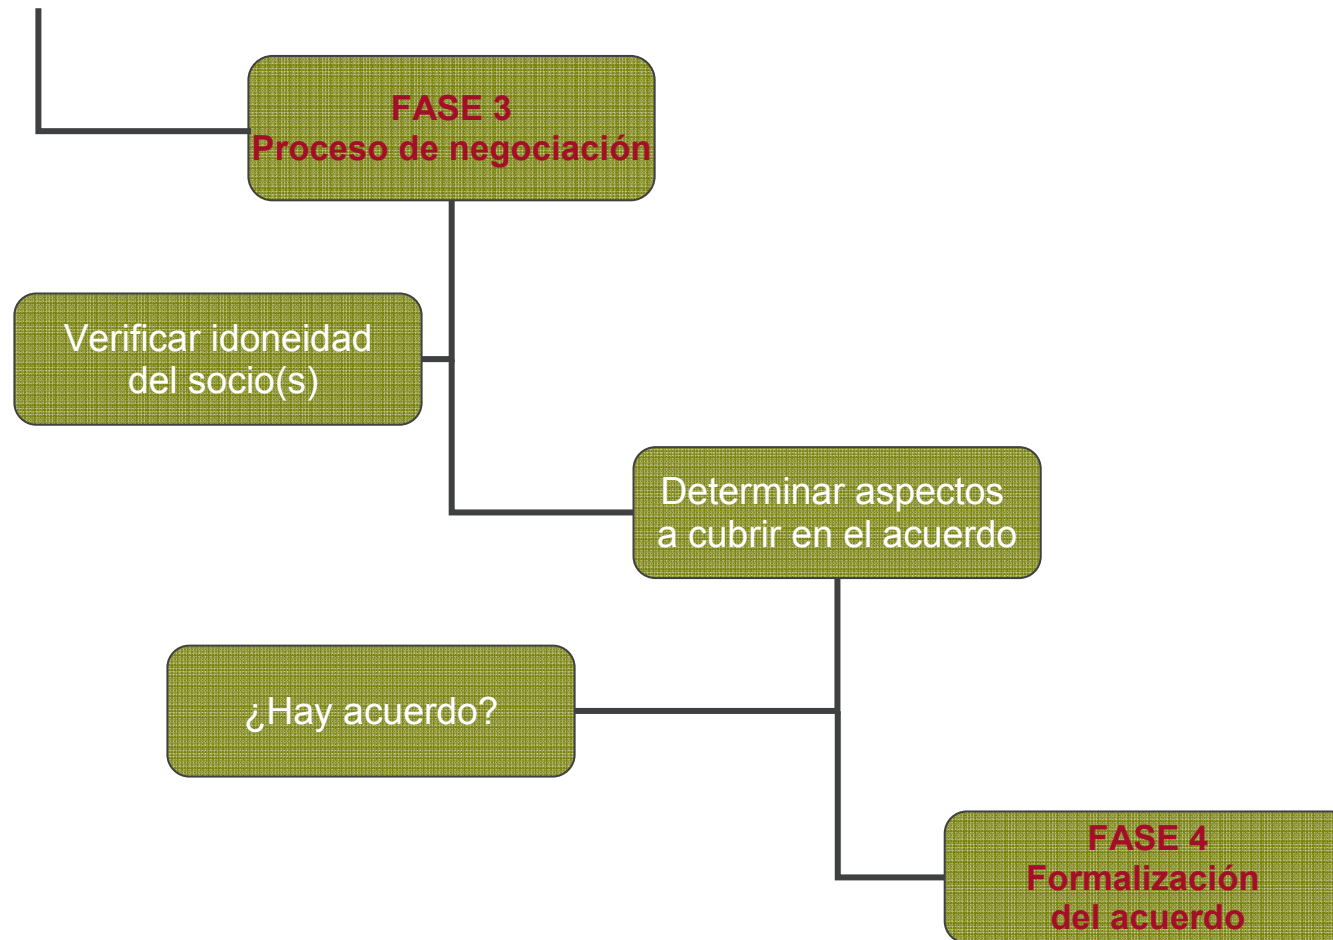 FASE 3
Proceso de negociación
Verificar idoneidad
del socio(s)
Determinar aspectos
a cubrir en el acuerdo
¿Hay acuerdo?
FASE 4
Formalización
del acuerdo